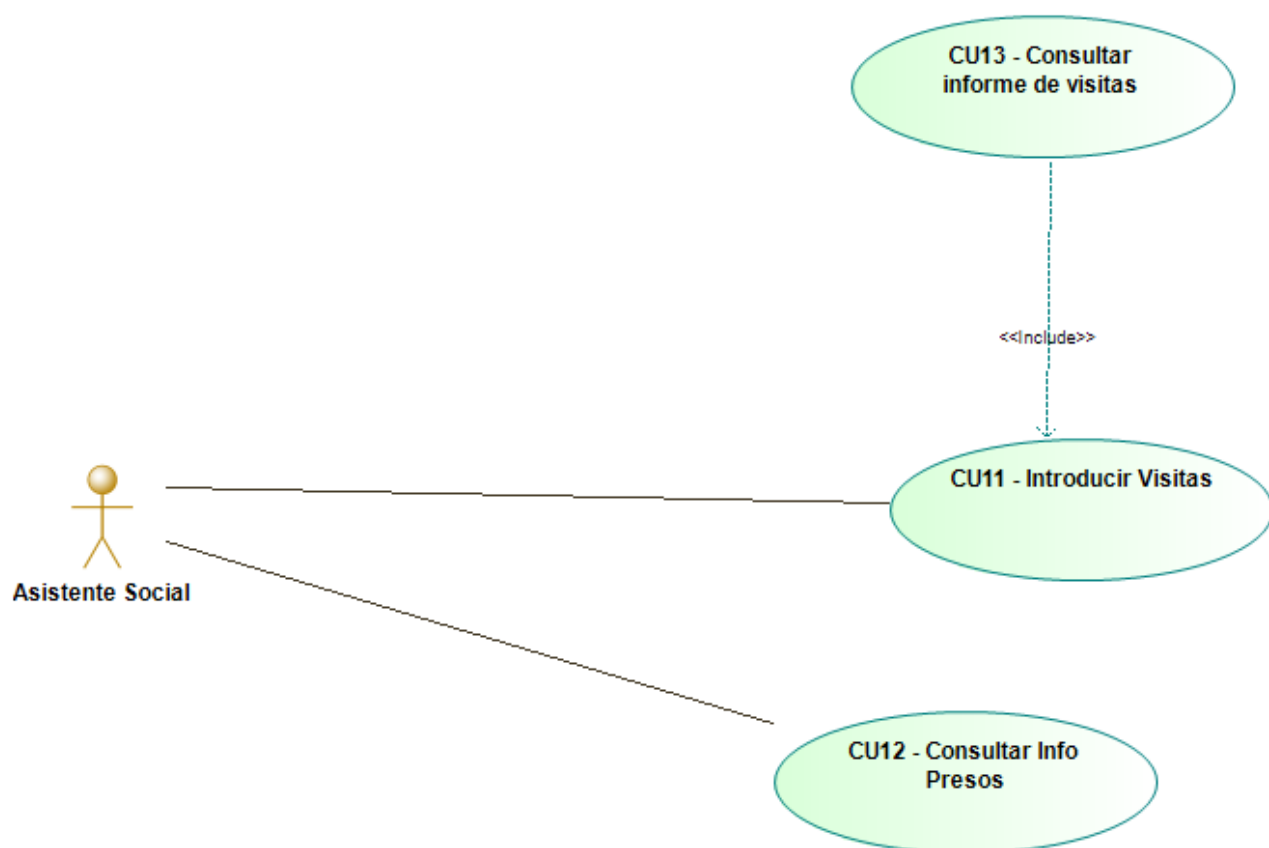 CU13 - Consultar
informe de visitas
<<Include>>
CU11 - Introducir Visitas
Asistente Social
CU12 - Consultar Info
Presos